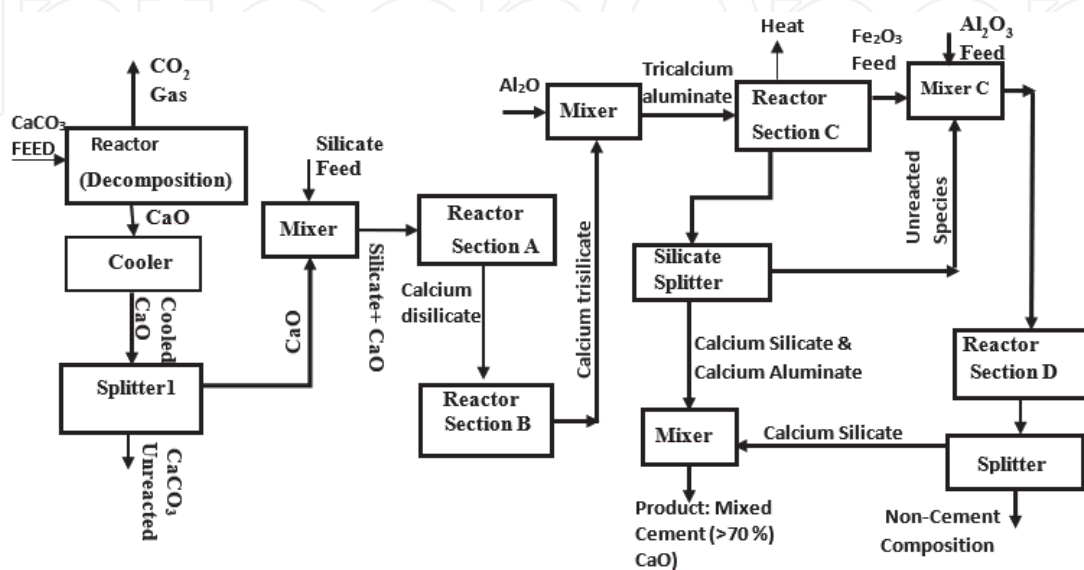 CO₂
Gas
CaCO₃
FEED
Reactor
(Decomposition)
CaO
Cooler
Cooled
CaO
Splitter1
CaCO₃
Unreacted
CaO
Silicate
Feed
Mixer
Silicate+ CaO
Reactor
Section A
Calcium
disilicate
Reactor
Section B
Calcium trisilicate
Al₂O
Mixer
Tricalcium
aluminate
Heat
Reactor
Section C
Fe₂O₃
Feed
Al₂O₃
Feed
Mixer C
Unreacted
Species
Silicate
Splitter
Calcium Silicate &
Calcium Aluminate
Reactor
Section D
Mixer
Calcium Silicate
Splitter
Product: Mixed
Cement (>70 %)
CaO)
Non-Cement
Composition